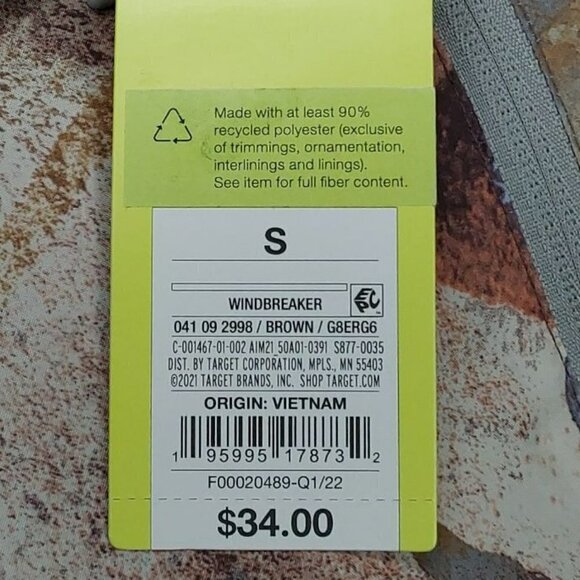 Made with at least 90%
recycled polyester (exclusive
of trimmings, ornamentation,
interlinings and linings).
See item for full fiber content.
S
EPC
WINDBREAKER
041 09 2998 / BROWN / G8ERG6
C-001467-01-002 AIM21_50A01-0391 S877-0035
DIST. BY TARGET CORPORATION, MPLS., MN 55403
©2021 TARGET BRANDS, INC. SHOP TARGET.COM
ORIGIN: VIETNAM
1 95995 17873 2
F00020489-Q1/22
$34.00